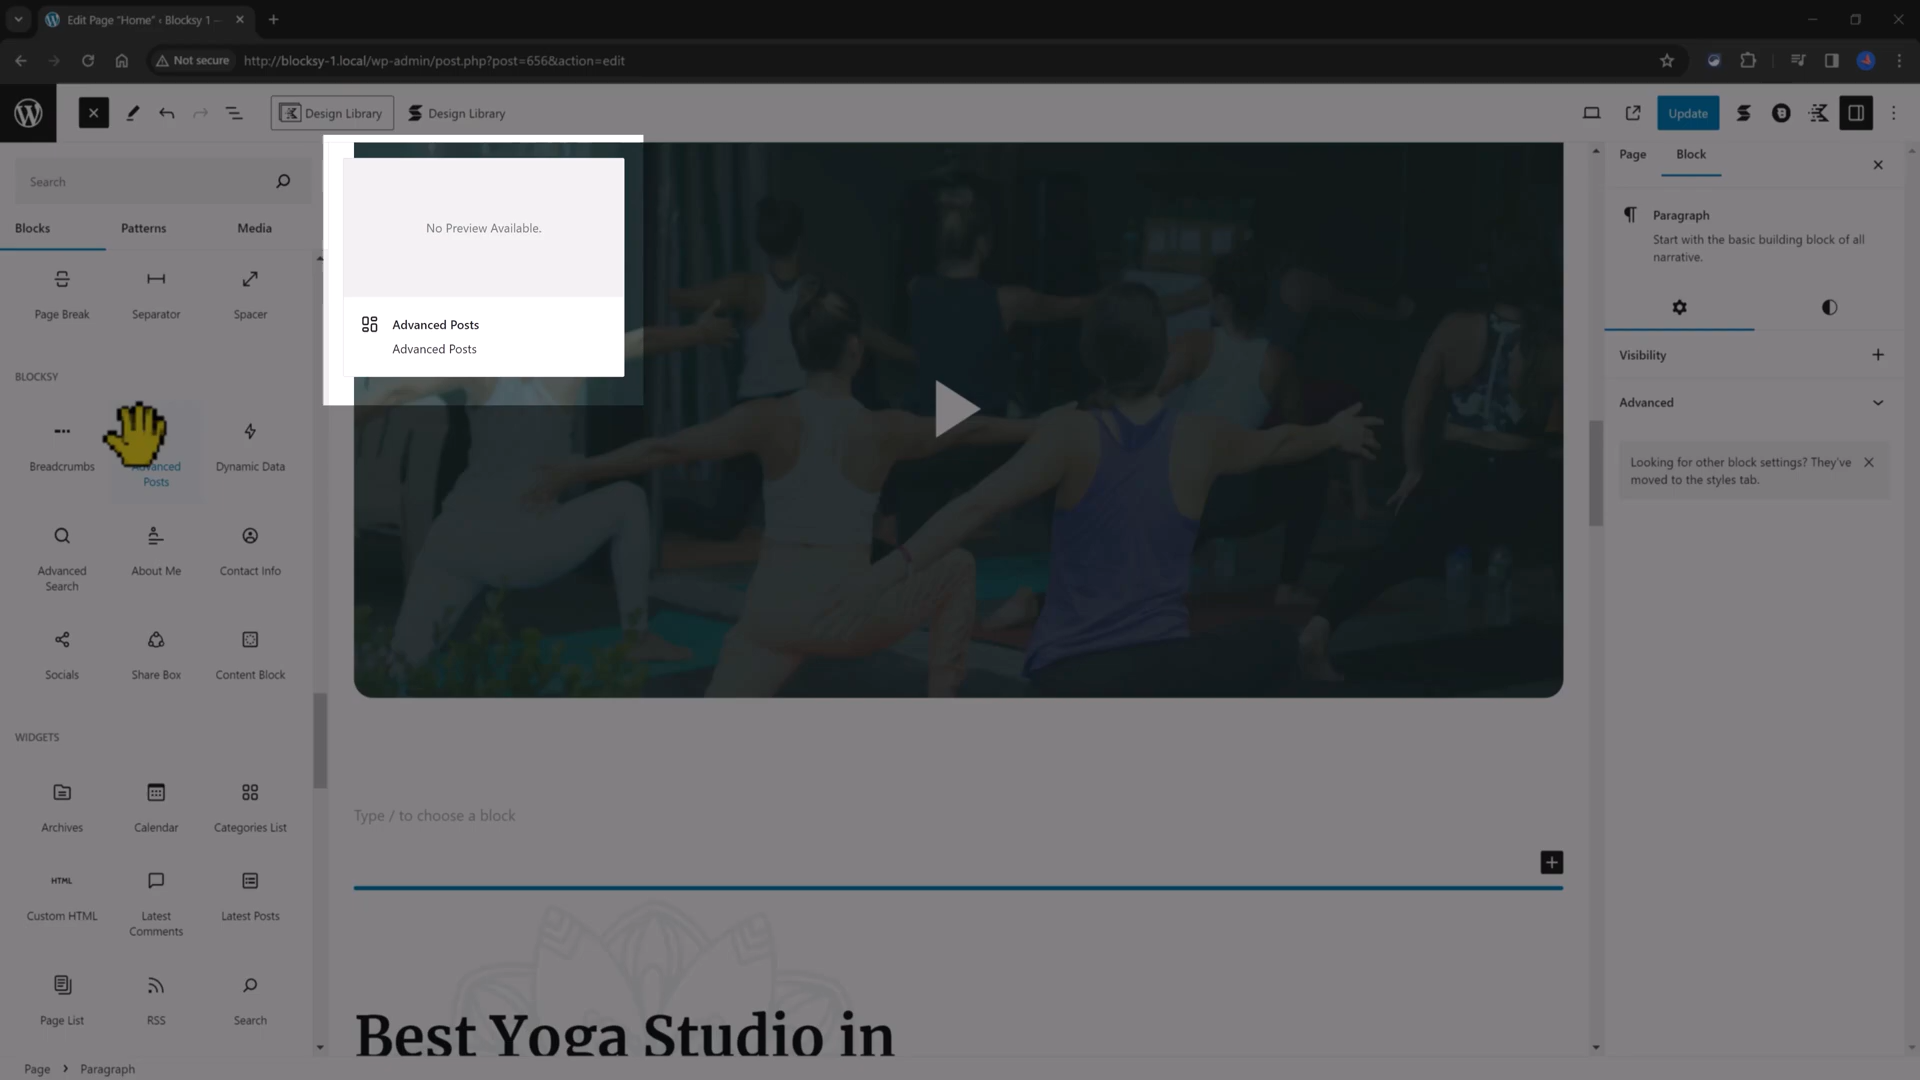 Edit Page “Home” ‹ Blocksy 1 —
Not secure
http://blocksy-1.local/wp-admin/post.php?post=656&action=edit
Design Library
Design Library
Update
Search
Blocks
Patterns
Media
Page Break
Separator
Spacer
BLOCKSY
Breadcrumbs
Advanced
Posts
Dynamic Data
Advanced
Search
About Me
Contact Info
Socials
Share Box
Content Block
WIDGETS
Archives
Calendar
Categories List
HTML
Custom HTML
Latest
Comments
Latest Posts
Page List
RSS
Search
No Preview Available.
Advanced Posts
Advanced Posts
Type / to choose a block
Best Yoga Studio in
Page
Block
Paragraph
Start with the basic building block of all
narrative.
Visibility
Advanced
Looking for other block settings? They've
moved to the styles tab.
Page
Paragraph